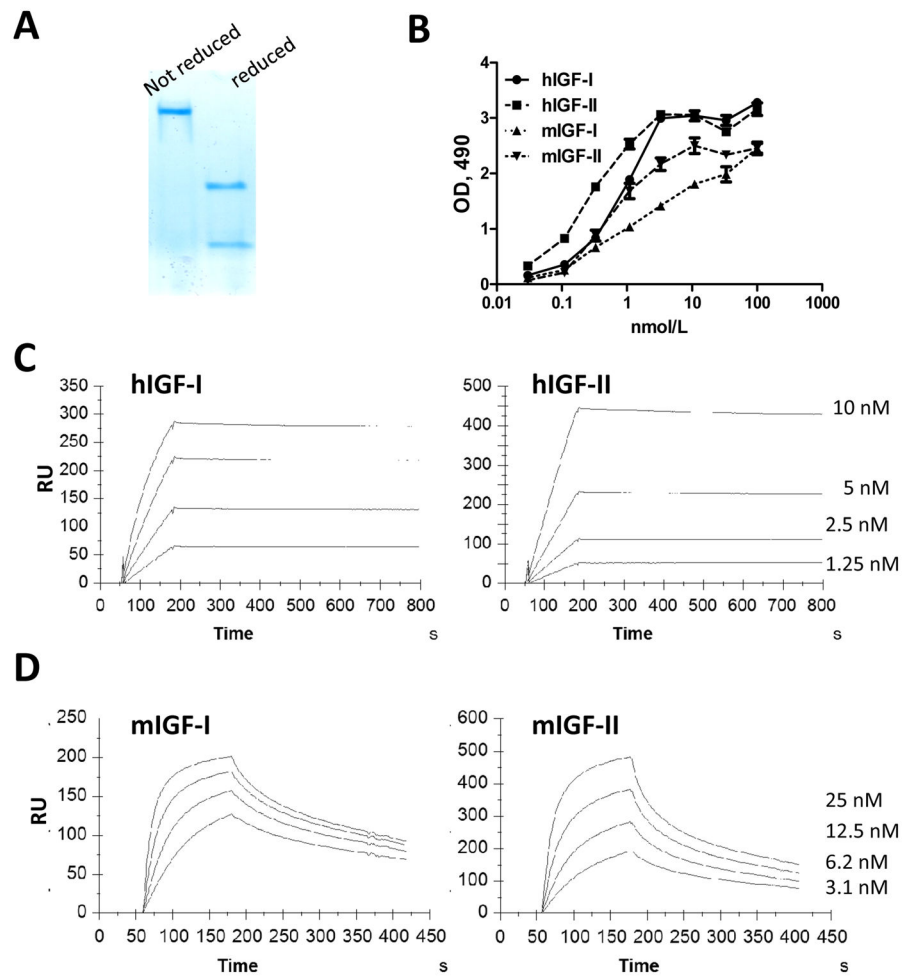 A
Not reduced
reduced
B
hIGF-I
hIGF-II
mIGF-I
mIGF-II
OD, 490
4
3
2
1
0
0.01 0.1 1 10 100 1000
nmol/L
C
hIGF-I
RU
350
300
250
200
150
100
50
0
0 100 200 300 400 500 600 700 800
Time s
hIGF-II
500
400
300
200
100
0
0 100 200 300 400 500 600 700 800
Time s
10 nM
5 nM
2.5 nM
1.25 nM
D
mIGF-I
RU
250
200
150
100
50
0
0 50 100 150 200 250 300 350 400 450
Time s
mIGF-II
600
500
400
300
200
100
0
0 50 100 150 200 250 300 350 400 450
Time s
25 nM
12.5 nM
6.2 nM
3.1 nM